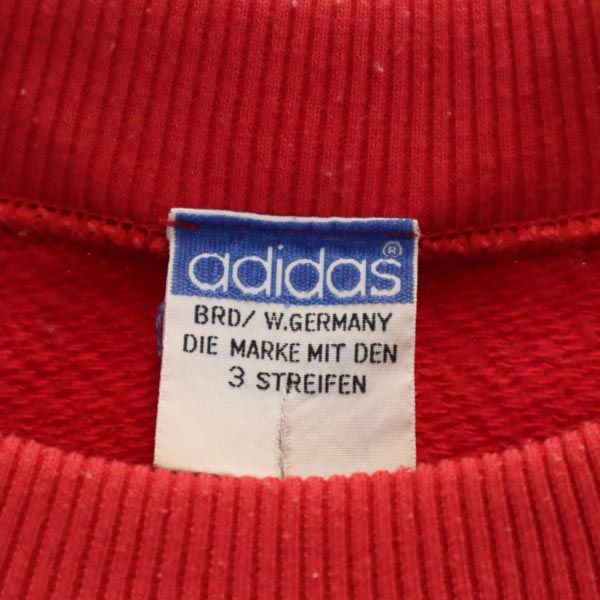 adidas®
BRD/ W.GERMANY
DIE MARKE MIT DEN
3 STREIFEN